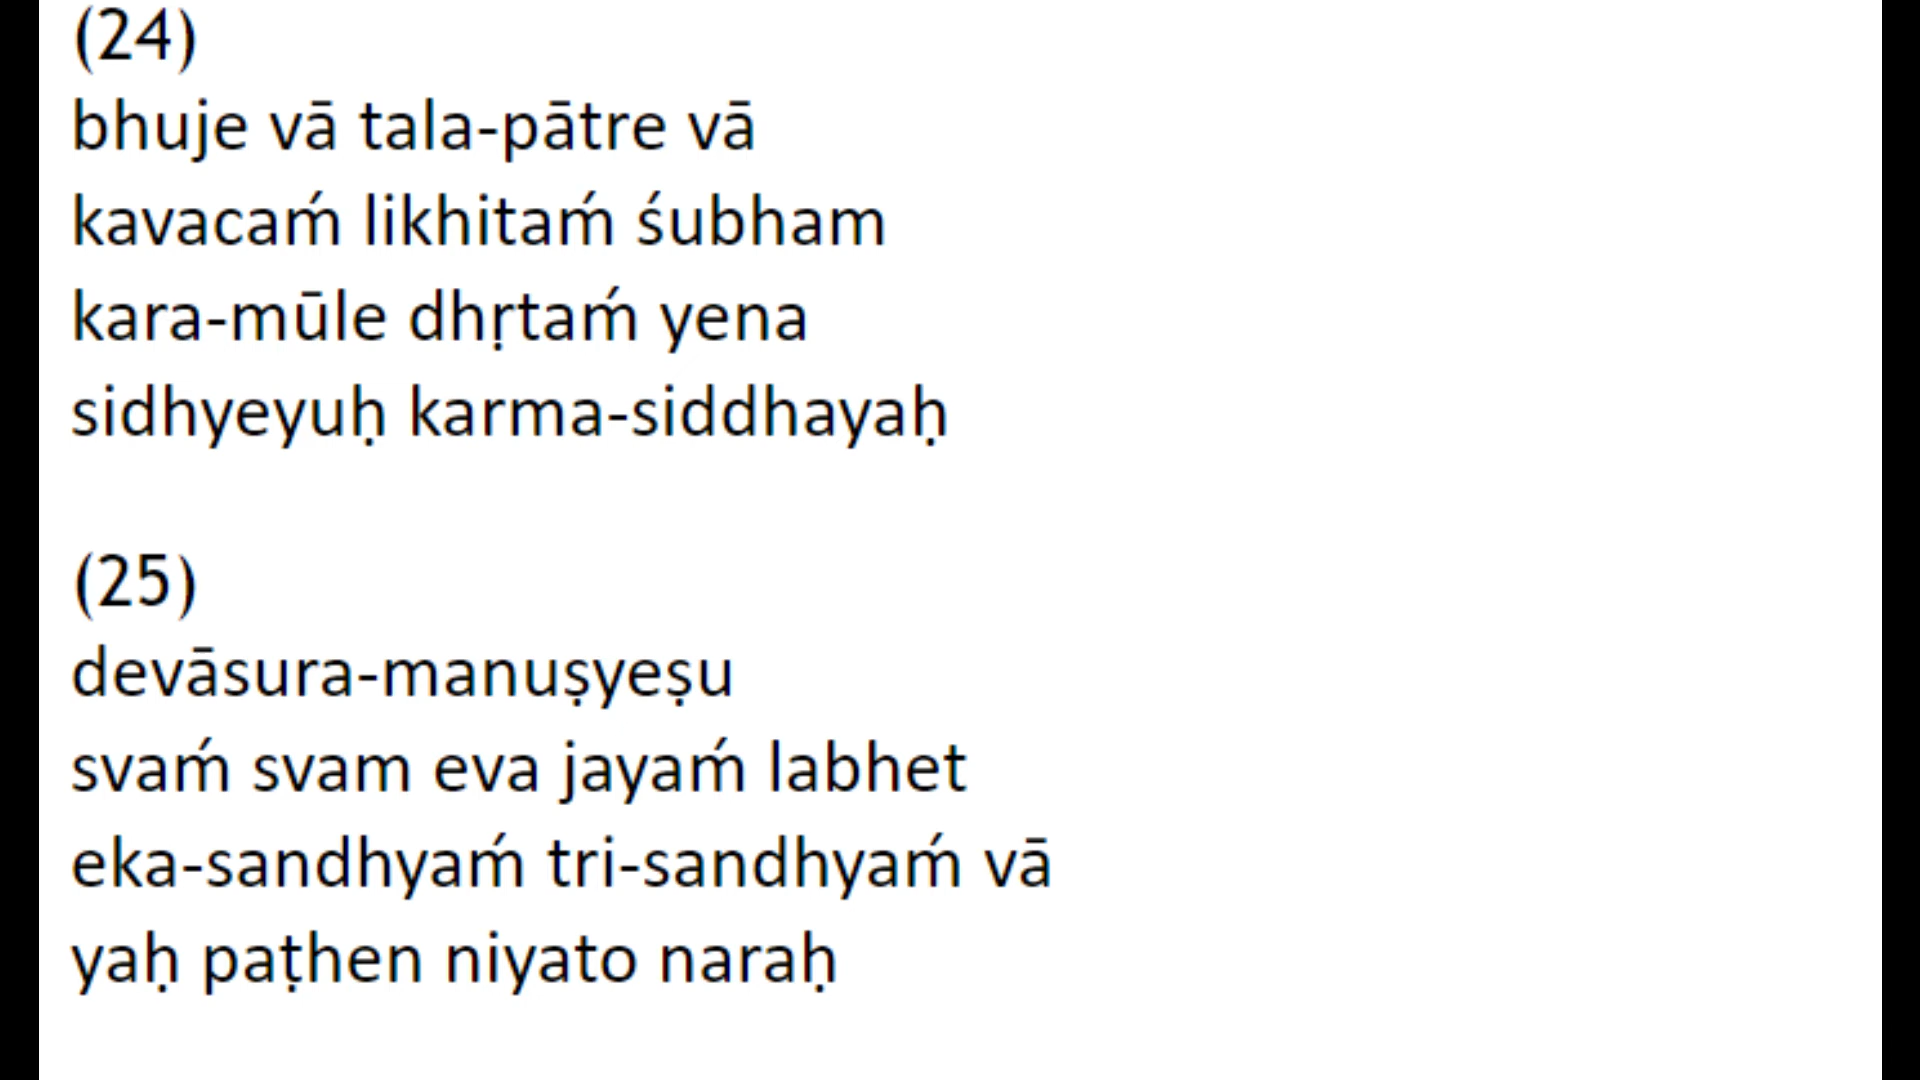 (24)
bhuje vā tala-pātre vā
kavacaḿ likhitaḿ śubham
kara-mūle dhṛtaḿ yena
sidhyeyuḥ karma-siddhayaḥ
(25)
devāsura-manuṣyeṣu
svaḿ svam eva jayaḿ labhet
eka-sandhyaḿ tri-sandhyaḿ vā
yaḥ paṭhen niyato naraḥ